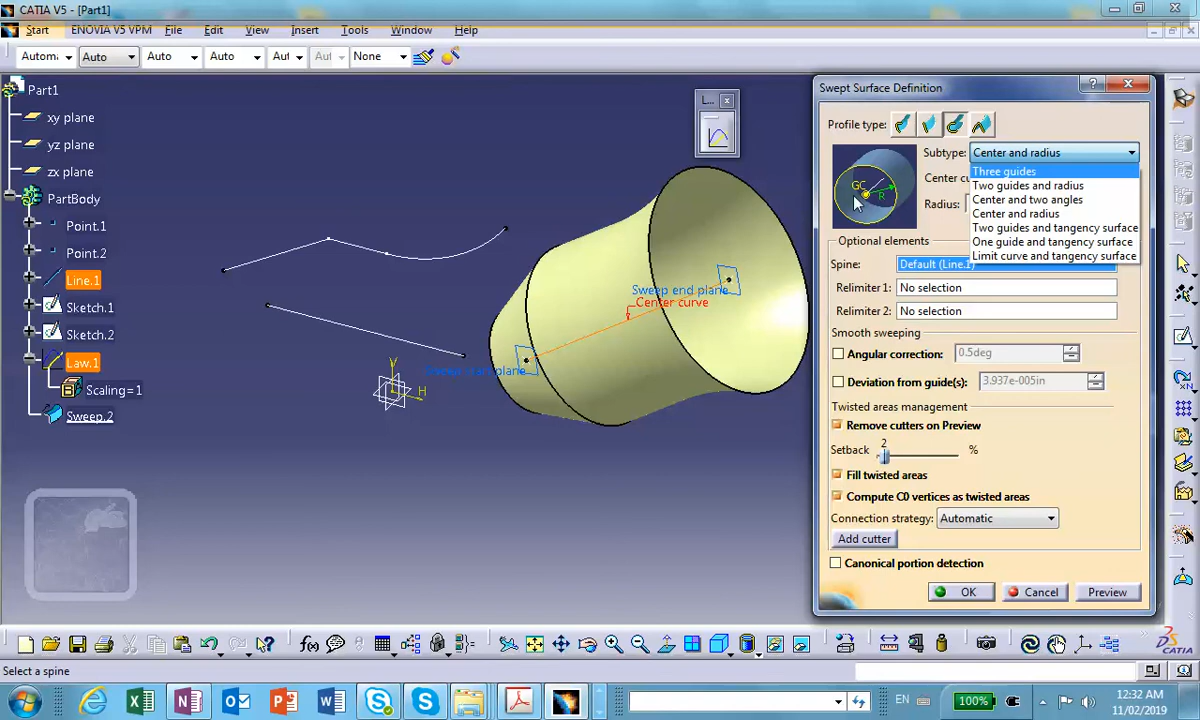 CATIA V5 - [Part1]
Start ENOVIA V5 VPM File Edit View Insert Tools Window Help
Autom Auto Auto Auto Aut Aut None
Part1
xy plane
yz plane
zx plane
PartBody
Point.1
Point.2
Line.1
Sketch.1
Sketch.2
Law.1
Scaling=1
Sweep.2
V
H
L...
Sweep end plane
Center curve
Swept Surface Definition
Profile type:
Subtype: Center and radius
Three guides
Two guides and radius
Center and two angles
Center and radius
Two guides and tangency surface
One guide and tangency surface
Limit curve and tangency surface
Center cu
Radius:
GC
R
Optional elements
Spine: Default (Line.1)
Relimiter 1: No selection
Relimiter 2: No selection
Smooth sweeping
Angular correction: 0.5deg
Deviation from guide(s): 3.937e-005in
Twisted areas management
Remove cutters on Preview
Setback 2 %
Fill twisted areas
Compute C0 vertices as twisted areas
Connection strategy: Automatic
Add cutter
Canonical portion detection
OK Cancel Preview
f(x)
CATIA
Select a spine
EN 100% 12:32 AM
11/02/2019